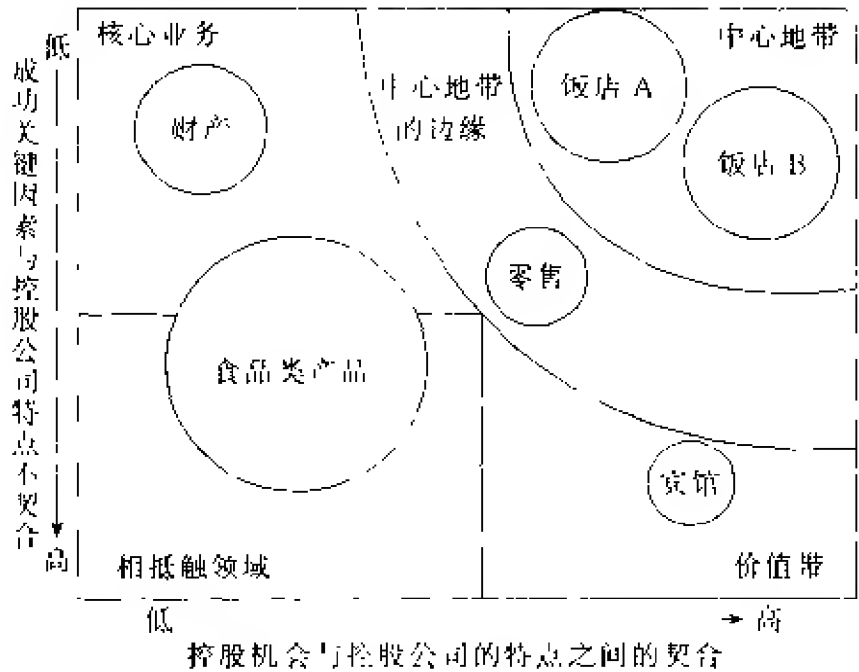 低
成功关键因素与控股公司特点不契合
高
核心业务
中心地带
中心地带
的边缘
饭店 A
饭店 B
财产
零售
食品类产品
宾馆
相抵触领域
价值带
低
高
控股机会与控股公司的特点之间的契合